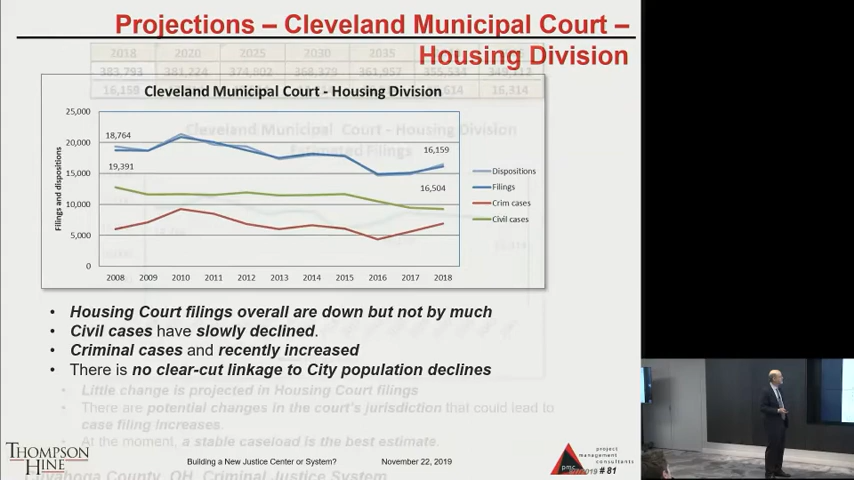 Projections – Cleveland Municipal Court –
Housing Division
2018 2020 2025 2030 2035
383,793 381,224 374,802 368,379 361,957 355,534 349,112
16,159 614 16,314
Cleveland Municipal Court - Housing Division
Cleveland Municipal Court - Housing Division
Estimated Filings
25,000
20,000
15,000
10,000
5,000
0
Filings and dispositions
18,764
19,391
16,159
16,504
Dispositions
Filings
Crim cases
Civil cases
2008 2009 2010 2011 2012 2013 2014 2015 2016 2017 2018
• Housing Court filings overall are down but not by much
• Civil cases have slowly declined.
• Criminal cases and recently increased
• There is no clear-cut linkage to City population declines
• Little change is projected in Housing Court filings
• There are potential changes in the court's jurisdiction that could lead to
case filing increases.
• At the moment, a stable caseload is the best estimate.
THOMPSON
HINE
Building a New Justice Center or System?
November 22, 2019
pmc
project
management
consultants
# 81
Cuyahoga County, OH, Criminal Justice System